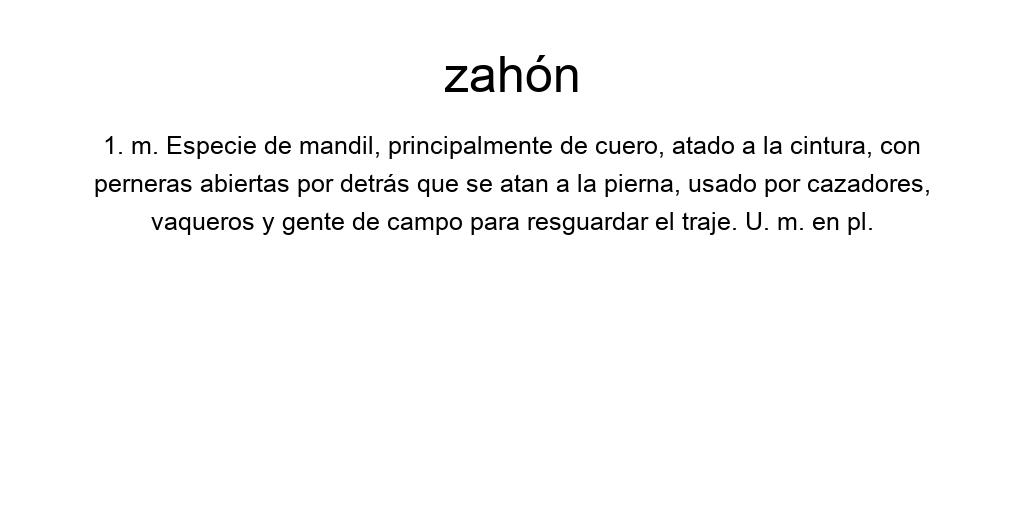 zahón
1. m. Especie de mandil, principalmente de cuero, atado a la cintura, con
perneras abiertas por detrás que se atan a la pierna, usado por cazadores,
vaqueros y gente de campo para resguardar el traje. U. m. en pl.